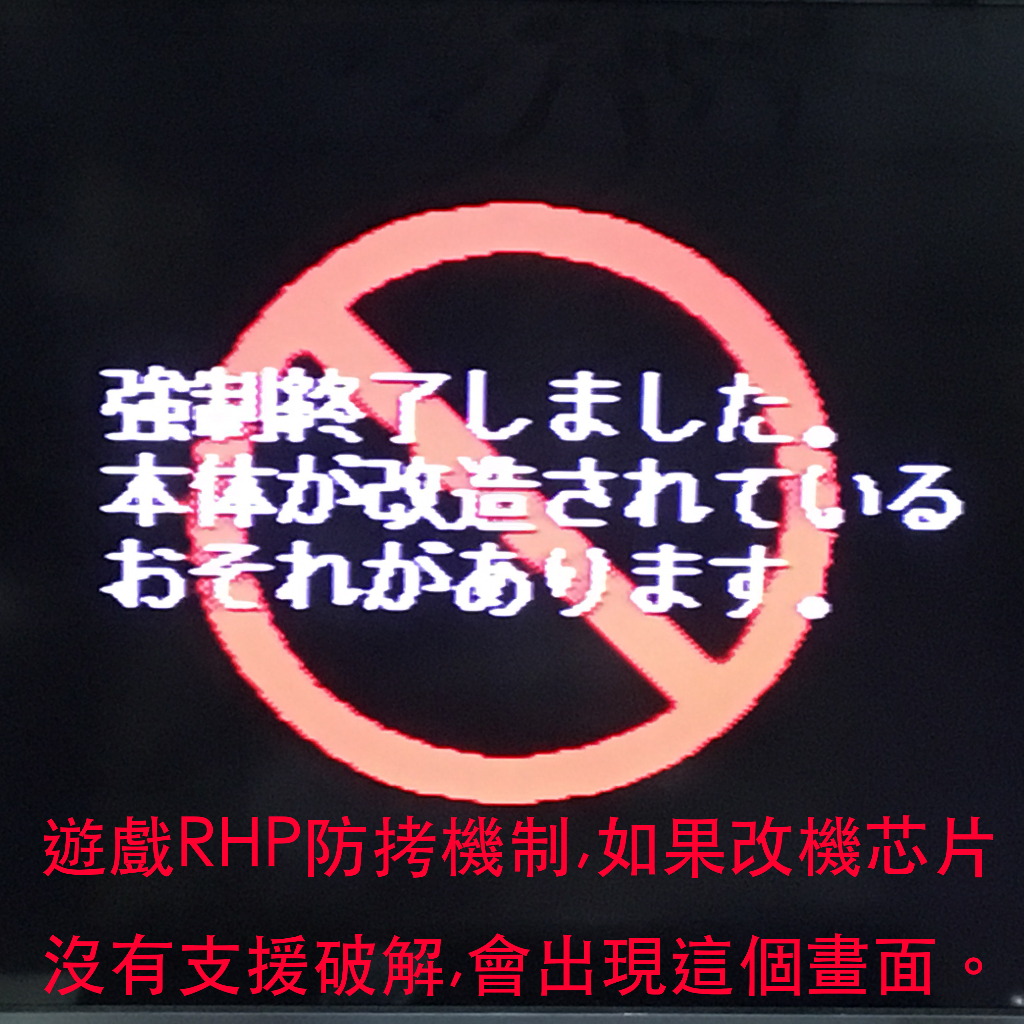 強制終了しました.
本体が改造されている
おそれがあります.
遊戲RHP防拷機制,如果改機芯片
沒有支援破解,會出現這個畫面。